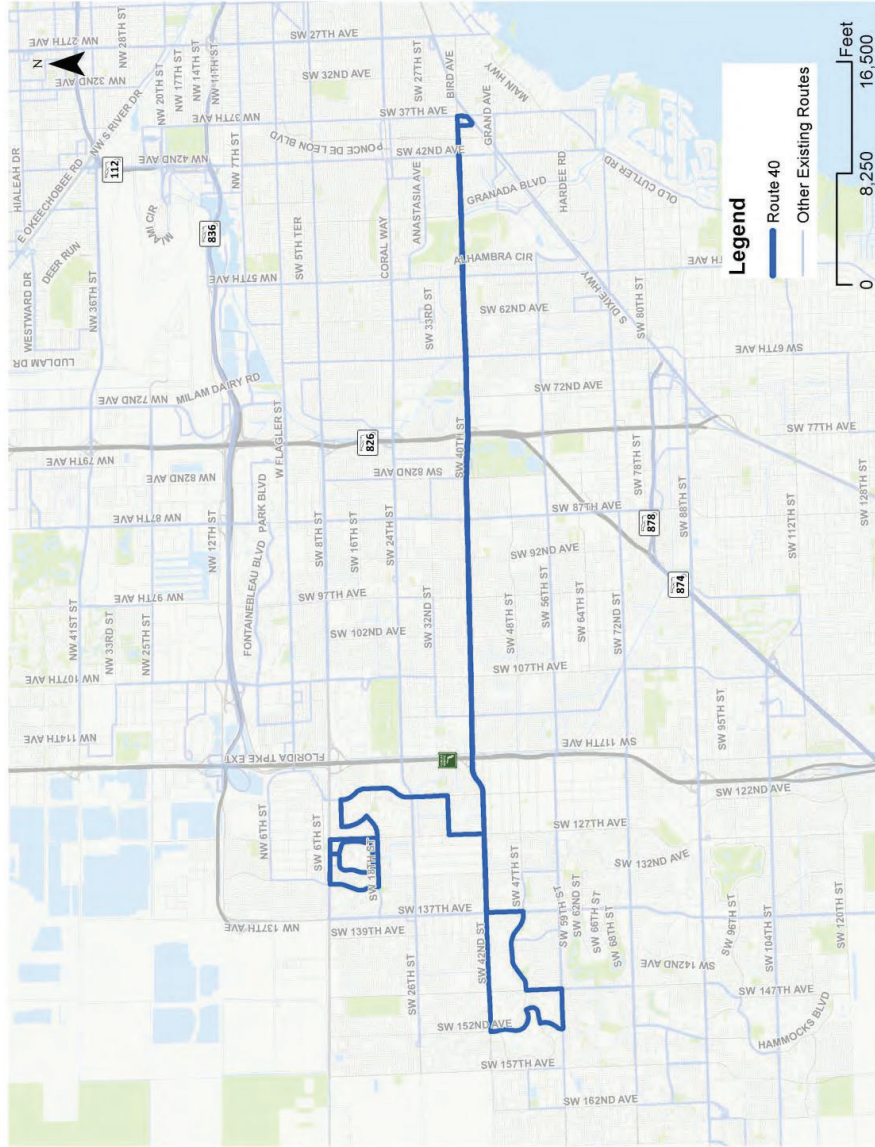 N
HIALEAH DR
E OKEECHOBEE RD
NW S RIVER DR
NW 32ND AVE
NW 27TH AVE
NW 28TH ST
NW 20TH ST
NW 17TH ST
NW 14TH ST
NW 11TH ST
NW 37TH AVE
NW 42ND AVE
112
836
WESTWARD DR
DEER RUN
NW 36TH ST
LUDLAM DR
NW 57TH AVE
NW 7TH ST
NW 72ND AVE
MILAM DAIRY RD
NW 79TH AVE
NW 82ND AVE
NW 87TH AVE
NW 12TH ST
NW 97TH AVE
NW 41ST ST
NW 33RD ST
NW 25TH ST
NW 107TH AVE
NW 114TH AVE
FONTAINEBLEAU BLVD
PARK BLVD
W FLAGLER ST
SW 5TH TER
PONCE DE LEON BLVD
SW 27TH AVE
SW 32ND AVE
SW 37TH AVE
SW 42ND AVE
SW 27TH ST
BIRD AVE
MAIN HWY
GRAND AVE
CORAL WAY
ANASTASIA AVE
GRANADA BLVD
HARDEE RD
OLD CUTLER RD
ALHAMBRA CIR
SW 33RD ST
SW 62ND AVE
S DIXIE HWY
SW 80TH ST
SW 67TH AVE
SW 72ND AVE
SW 77TH AVE
826
SW 40TH ST
SW 82ND AVE
SW 8TH ST
SW 16TH ST
SW 24TH ST
SW 87TH AVE
SW 78TH ST
878
SW 88TH ST
SW 112TH ST
SW 128TH ST
SW 92ND AVE
874
SW 97TH AVE
SW 102ND AVE
SW 32ND ST
SW 48TH ST
SW 56TH ST
SW 64TH ST
SW 72ND ST
SW 107TH AVE
SW 95TH ST
FLORIDA TPKE EXT
SW 117TH AVE
SW 122ND AVE
NW 6TH ST
SW 6TH ST
SW 18TH ST
SW 127TH AVE
SW 47TH ST
SW 132ND AVE
NW 137TH AVE
SW 137TH AVE
SW 139TH AVE
SW 42ND ST
SW 59TH ST
SW 62ND ST
SW 66TH ST
SW 68TH ST
SW 96TH ST
SW 104TH ST
SW 120TH ST
SW 142ND AVE
SW 26TH ST
SW 147TH AVE
SW 152ND AVE
HAMMOCKS BLVD
SW 157TH AVE
SW 162ND AVE
Legend
Route 40
Other Existing Routes
0 8,250 16,500
Feet